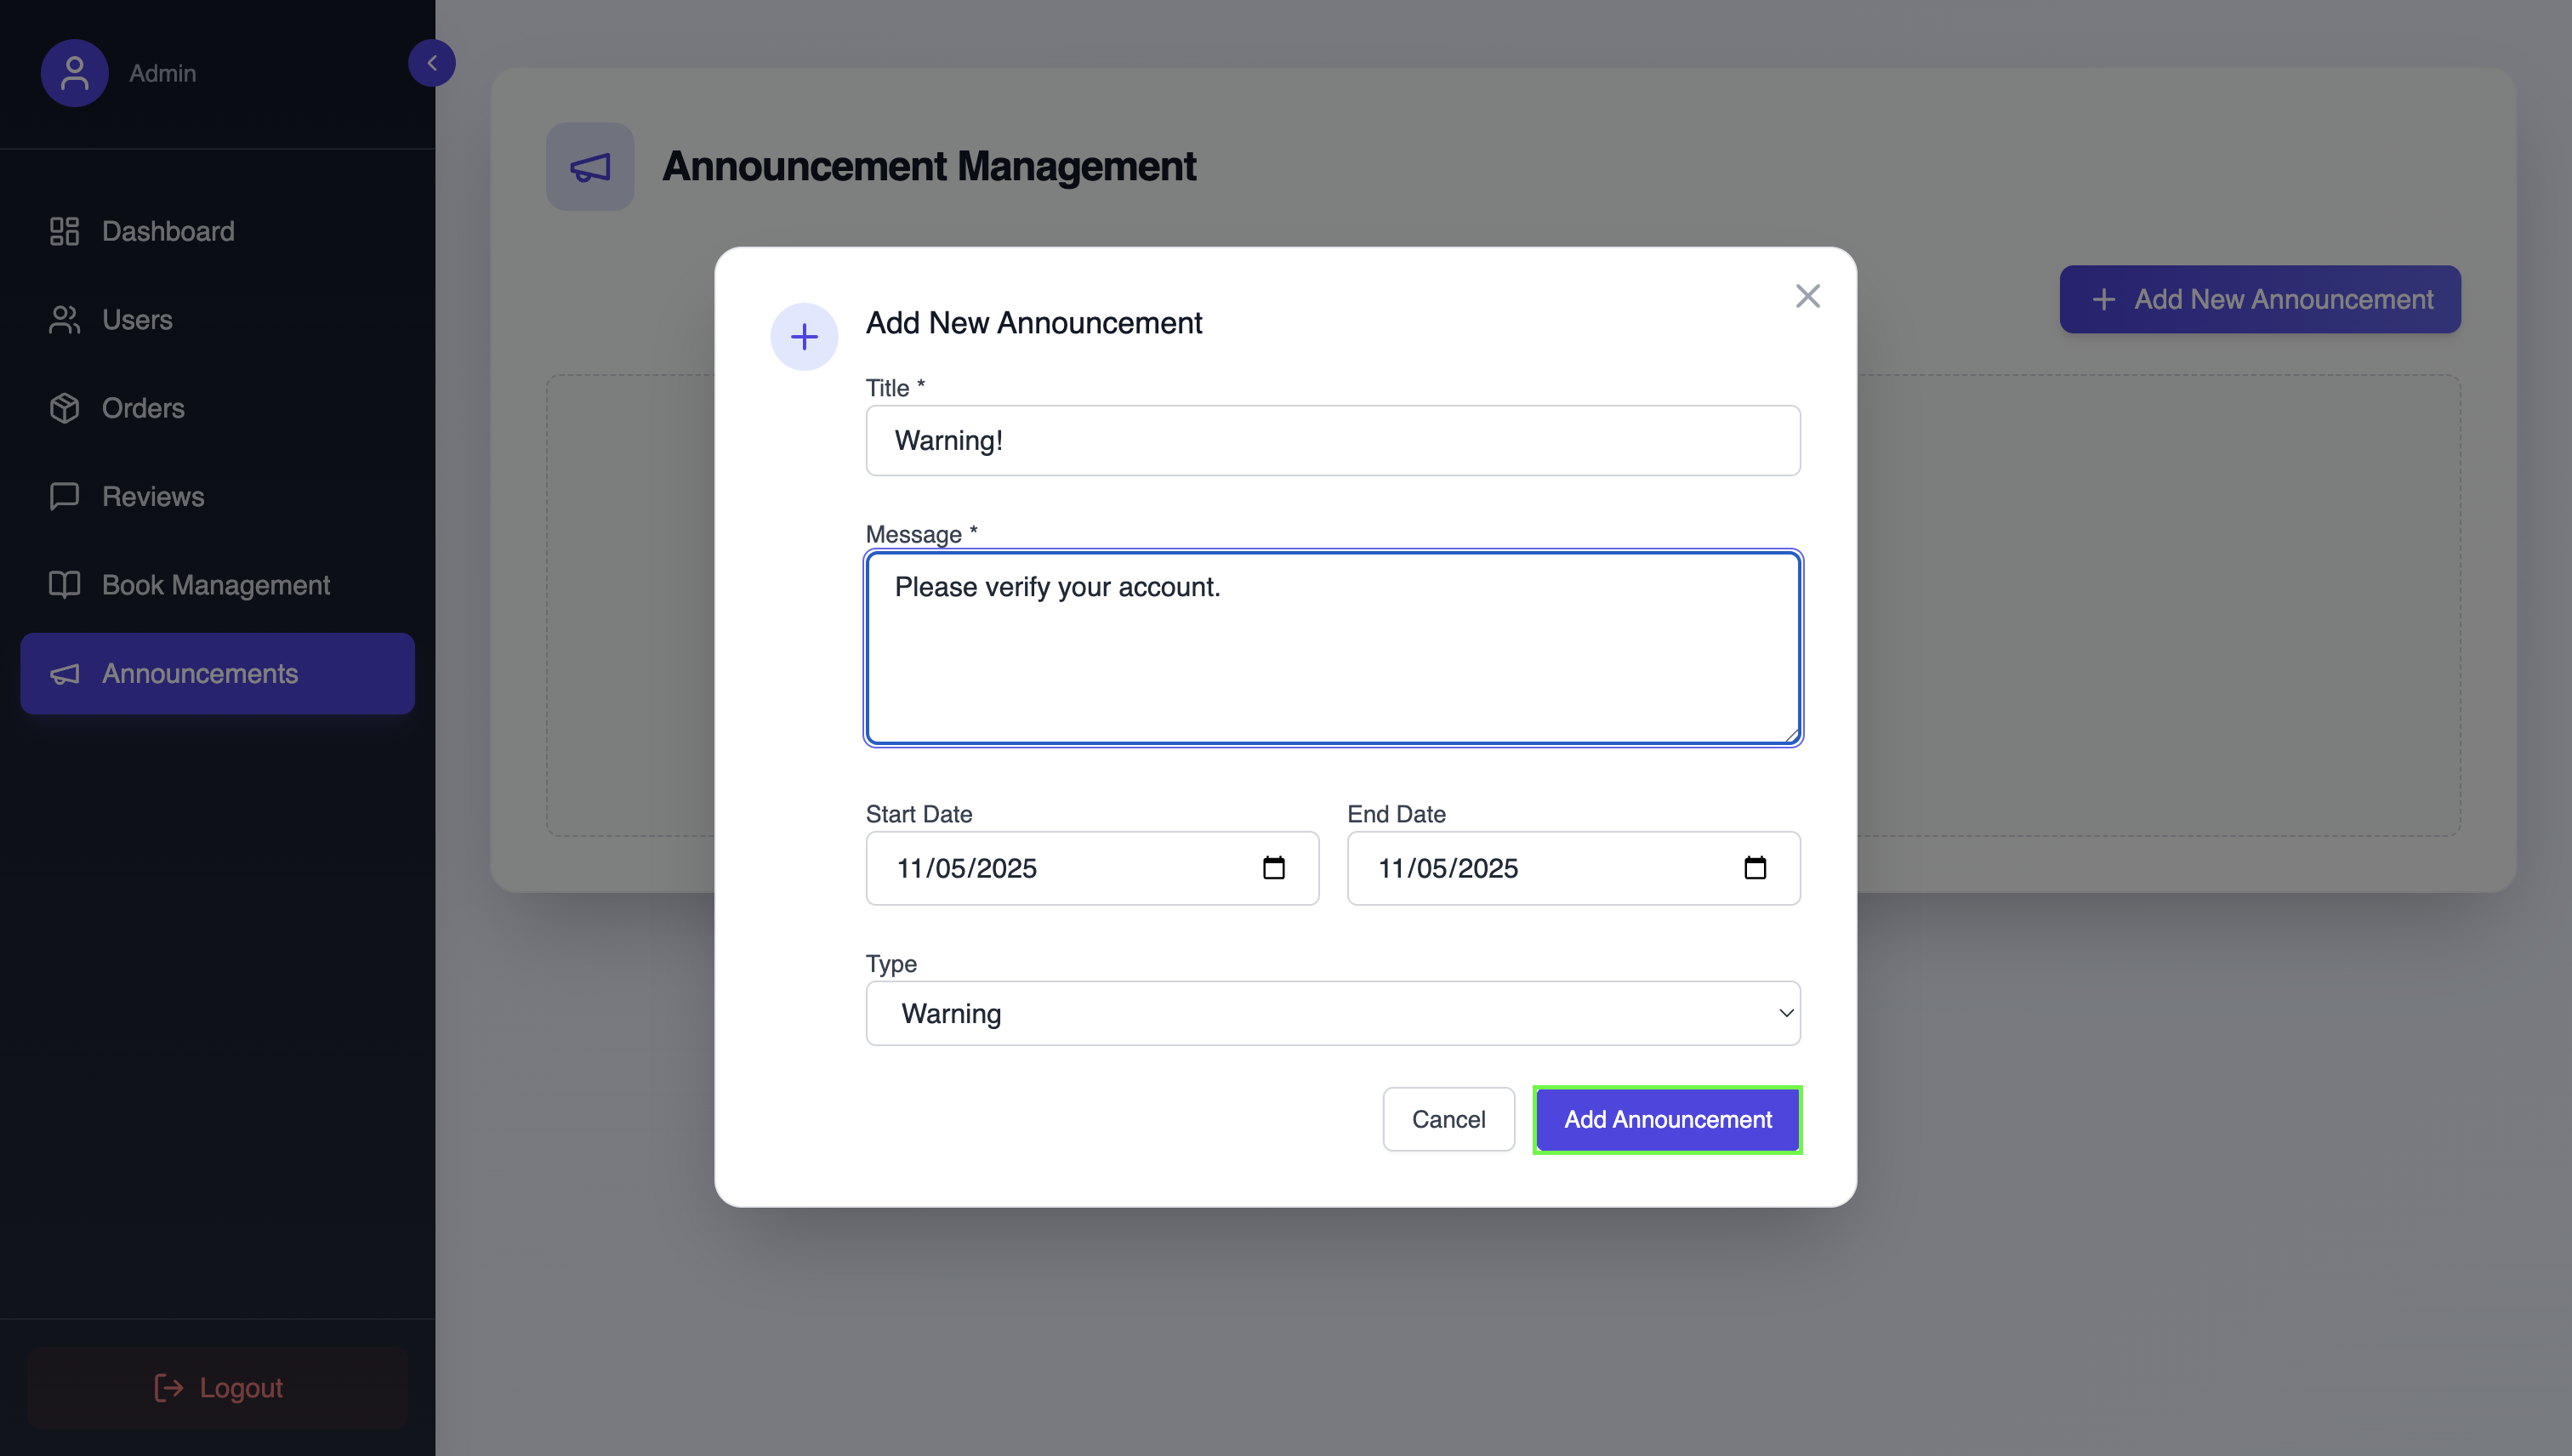 Admin
Dashboard
Users
Orders
Reviews
Book Management
Announcements
Logout
Announcement Management
Add New Announcement
Add New Announcement
Title *
Warning!
Message *
Please verify your account.
Start Date
End Date
11/05/2025
11/05/2025
Type
Warning
Cancel
Add Announcement